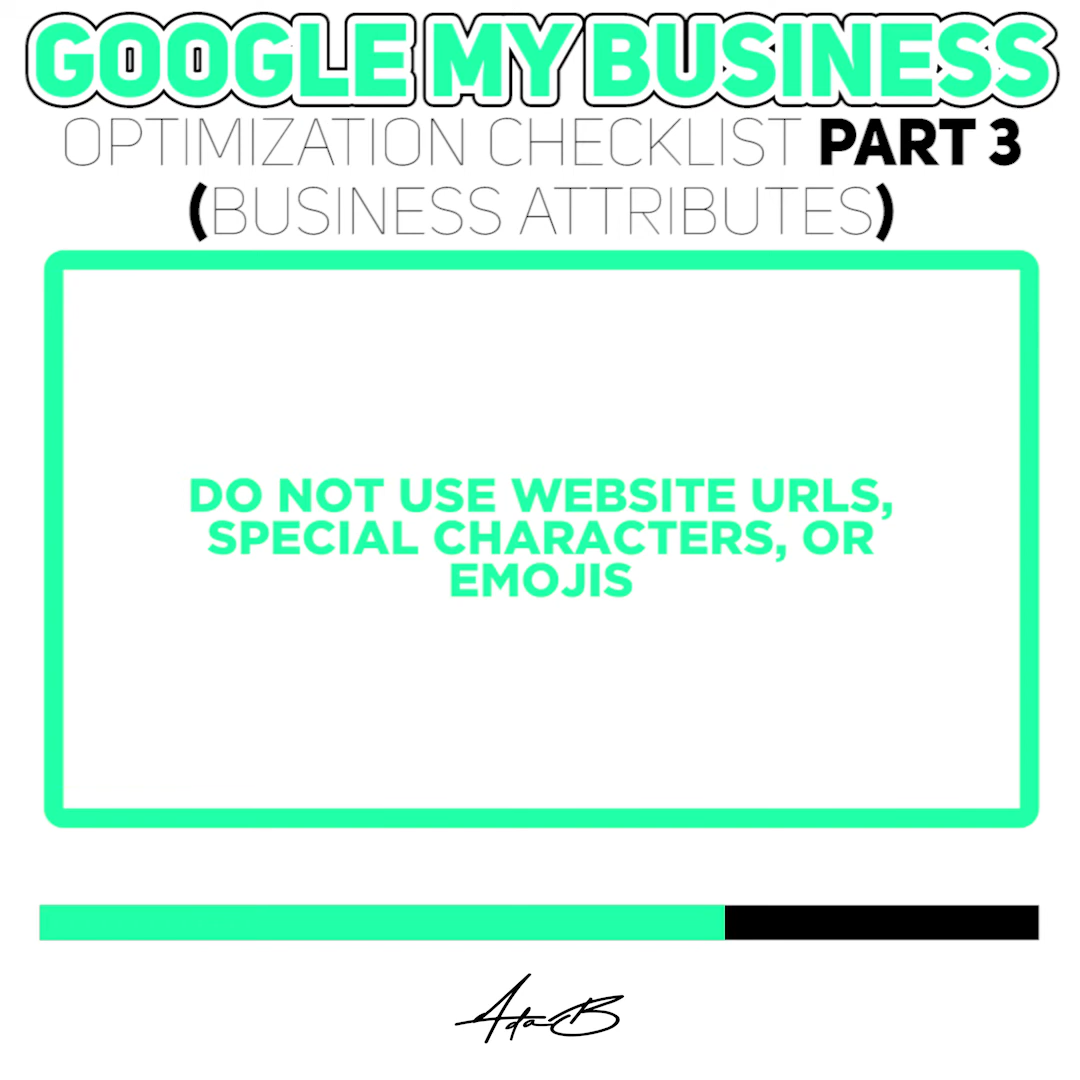 GOOGLE MY BUSINESS
OPTIMIZATION CHECKLIST PART 3
(BUSINESS ATTRIBUTES)
DO NOT USE WEBSITE URLS,
SPECIAL CHARACTERS, OR
EMOJIS